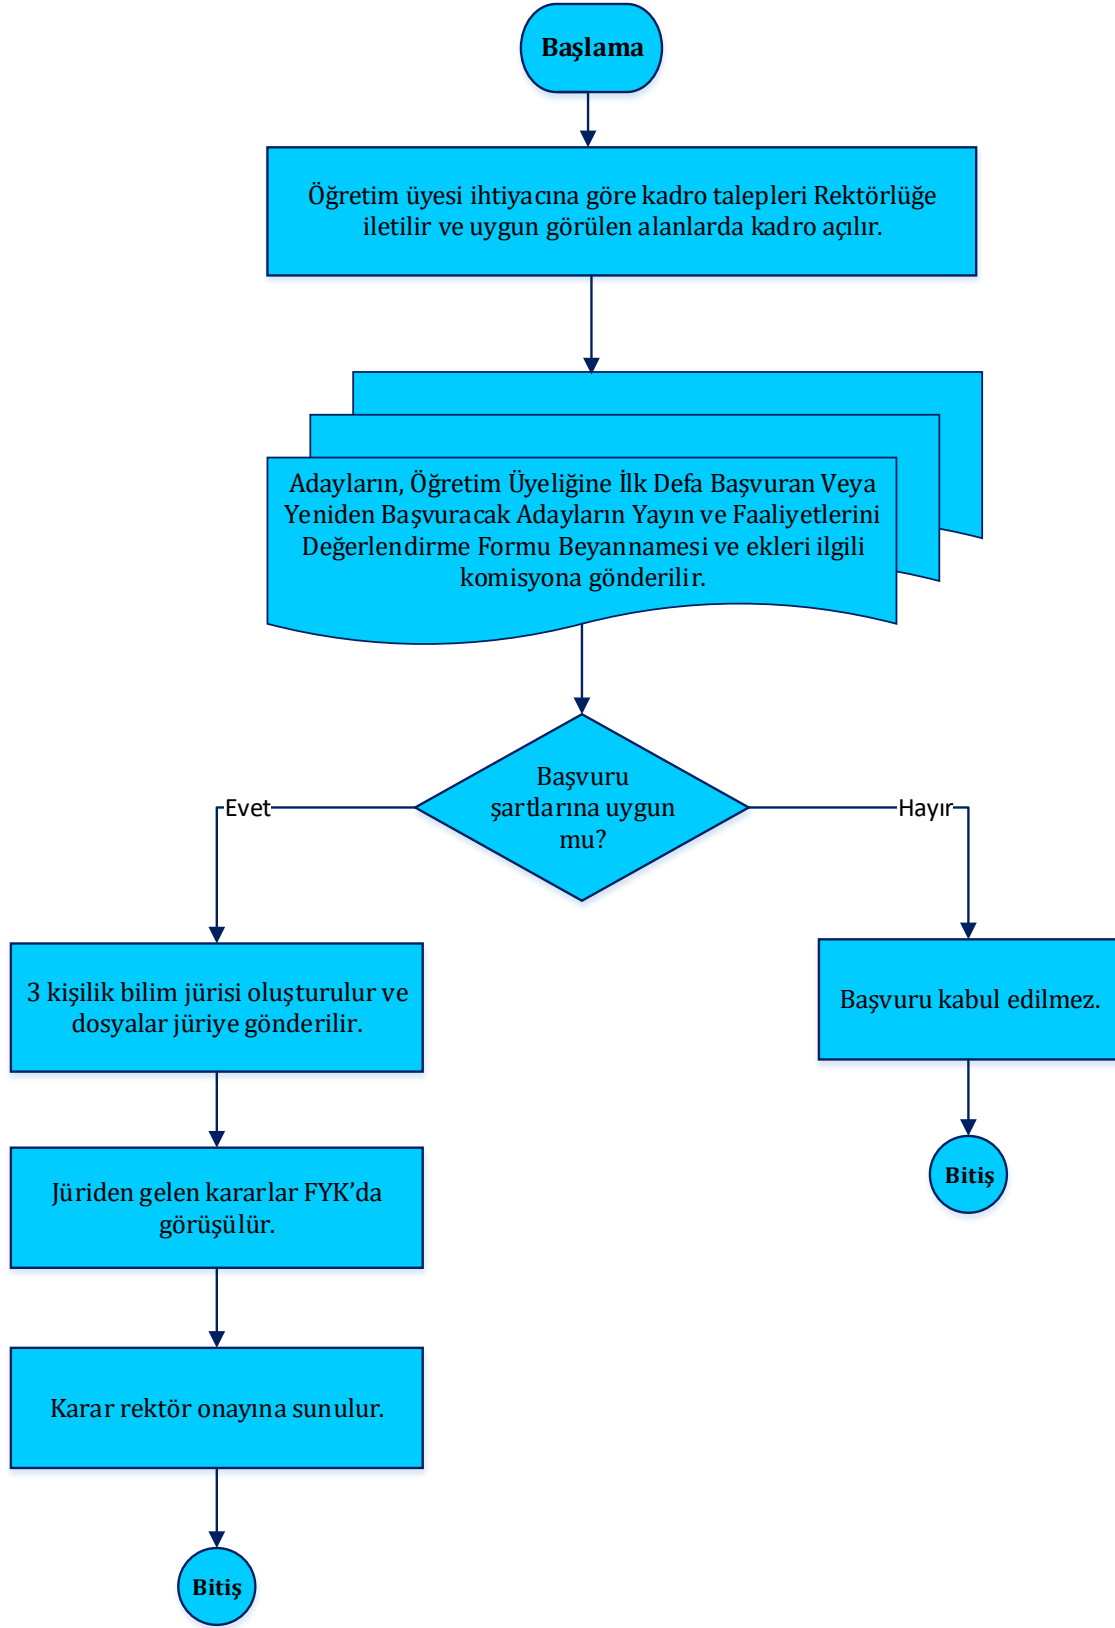 Başlama
Öğretim üyesi ihtiyacına göre kadro talepleri Rektörlüğe
iletilir ve uygun görülen alanlarda kadro açılır.
Adayların, Öğretim Üyeliğine İlk Defa Başvuran Veya
Yeniden Başvuracak Adayların Yayın ve Faaliyetlerini
Değerlendirme Formu Beyannamesi ve ekleri ilgili
komisyona gönderilir.
Başvuru
şartlarına uygun
mu?
Evet
Hayır
3 kişilik bilim jürisi oluşturulur ve
dosyalar jüriye gönderilir.
Başvuru kabul edilmez.
Jüriden gelen kararlar FYK’da
görüşülür.
Bitiş
Karar rektör onayına sunulur.
Bitiş